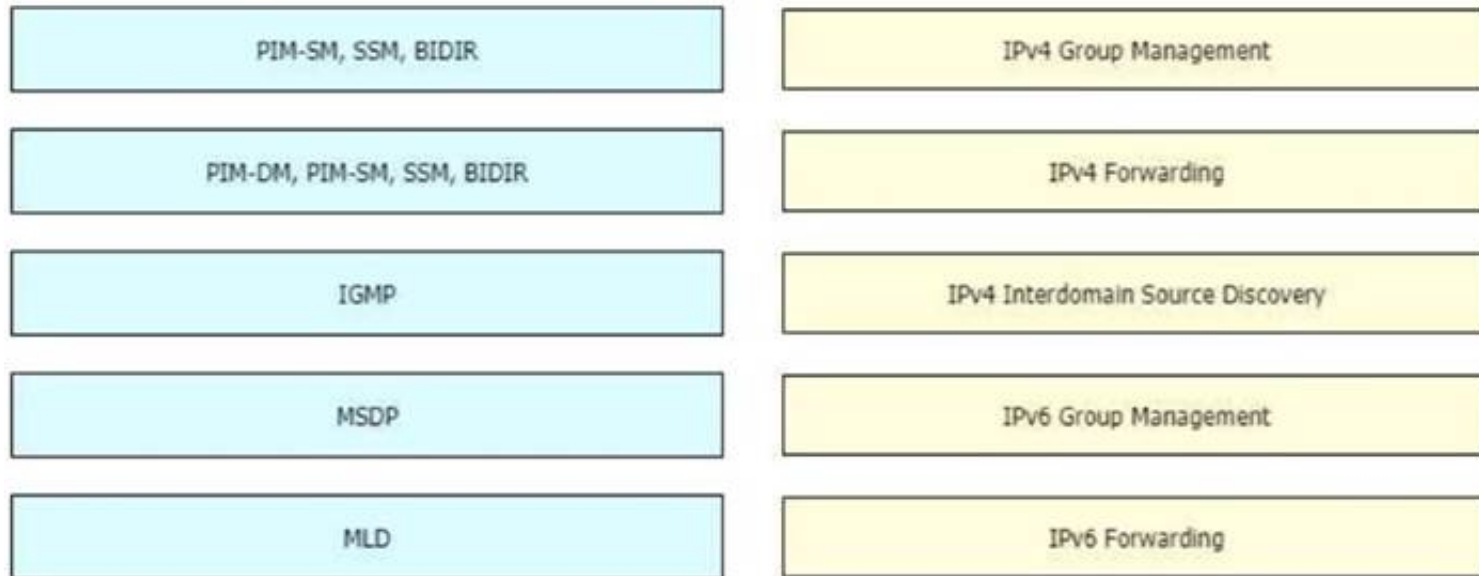 PIM-SM, SSM, BIDIR
IPv4 Group Management
PIM-DM, PIM-SM, SSM, BIDIR
IPv4 Forwarding
IGMP
IPv4 Interdomain Source Discovery
MSDP
IPv6 Group Management
MLD
IPv6 Forwarding